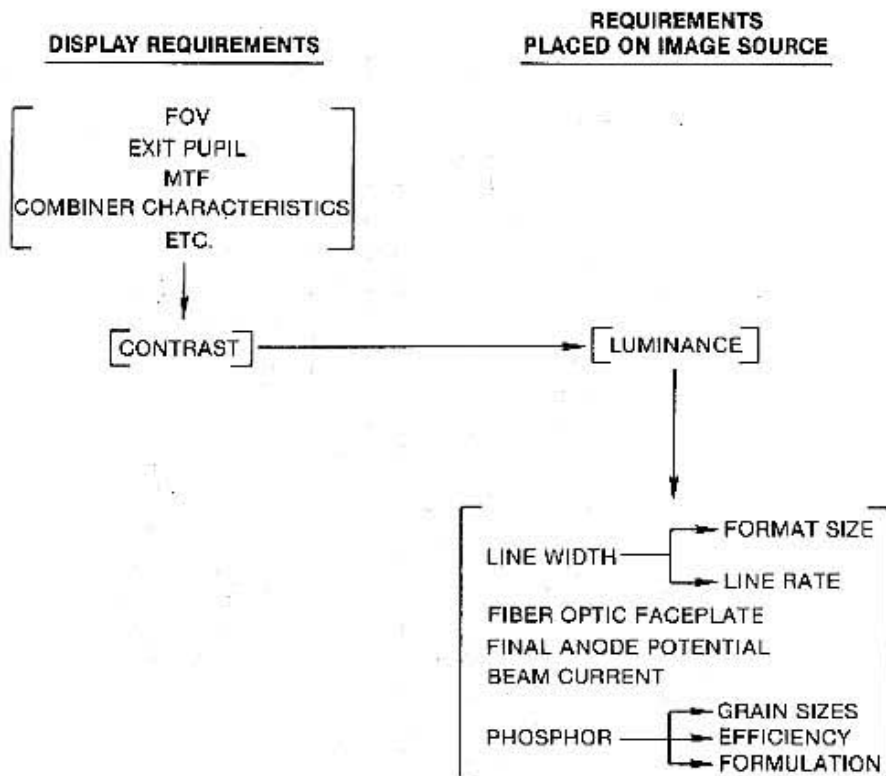 DISPLAY REQUIREMENTS
REQUIREMENTS
PLACED ON IMAGE SOURCE
FOV
EXIT PUPIL
MTF
COMBINER CHARACTERISTICS
ETC.
CONTRAST
LUMINANCE
LINE WIDTH
FORMAT SIZE
LINE RATE
FIBER OPTIC FACEPLATE
FINAL ANODE POTENTIAL
BEAM CURRENT
PHOSPHOR
GRAIN SIZES
EFFICIENCY
FORMULATION